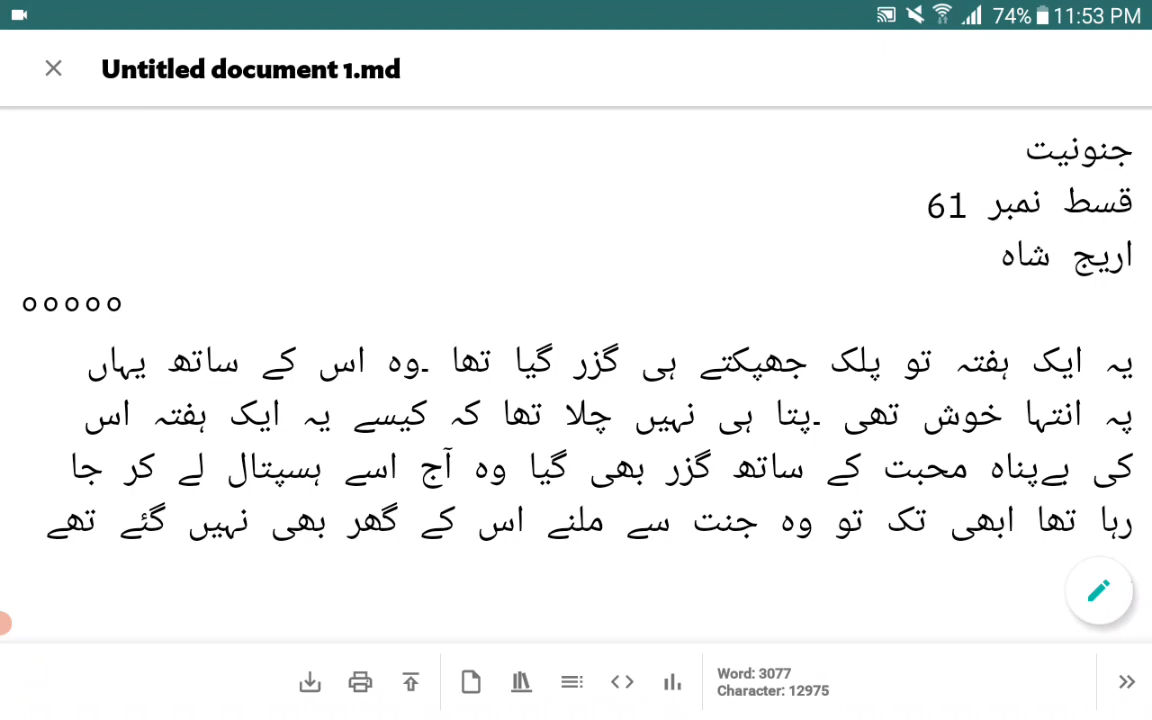 74% 11:53 PM
Untitled document 1.md
جنونیت
قسط نمبر 61
اریج شاہ
ooooo
یہ ایک ہفتہ تو پلک جھپکتے ہی گزر گیا تھا ۔وہ اس کے ساتھ یہاں
پہ انتہا خوش تھی ۔پتا ہی نہیں چلا تھا کہ کیسے یہ ایک ہفتہ اس
کی بےپناہ محبت کے ساتھ گزر بھی گیا وہ آج اسے ہسپتال لے کر جا
رہا تھا ابھی تک تو وہ جنت سے ملنے اس کے گھر بھی نہیں گئے تھے
Word: 3077
Character: 12975